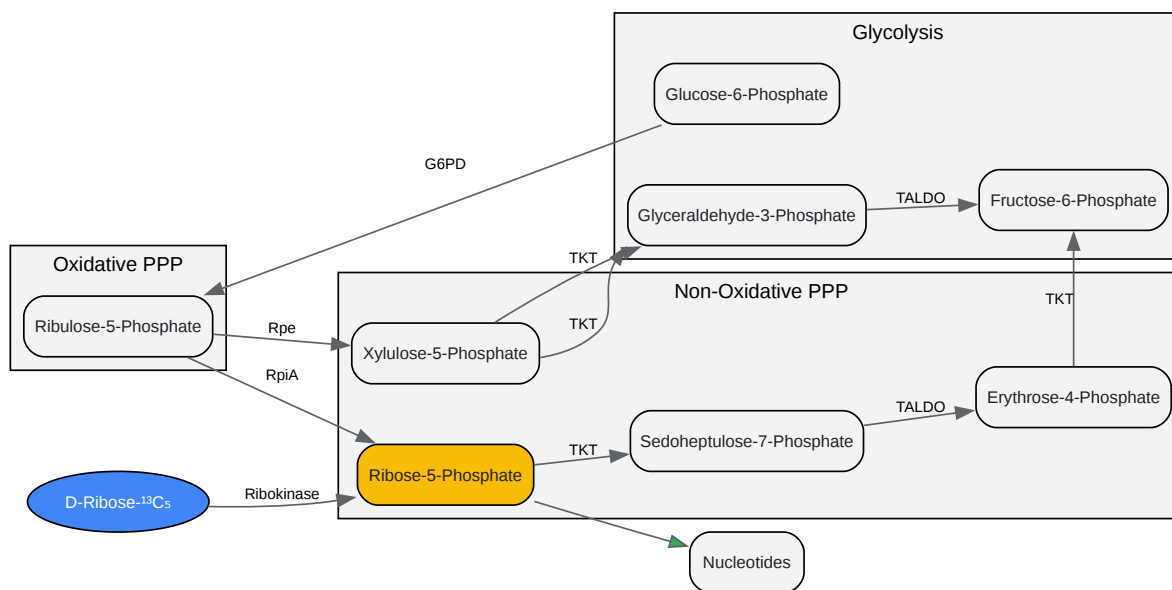 Glycolysis
Glucose-6-Phosphate
G6PD
Glyceraldehyde-3-Phosphate
TALDO
Fructose-6-Phosphate
Oxidative PPP
Ribulose-5-Phosphate
TKT
Non-Oxidative PPP
Rpe
TKT
TKT
Xylulose-5-Phosphate
RpiA
Erythrose-4-Phosphate
TALDO
Sedoheptulose-7-Phosphate
TKT
Ribose-5-Phosphate
Ribokinase
D-Ribose-¹³C₅
Nucleotides